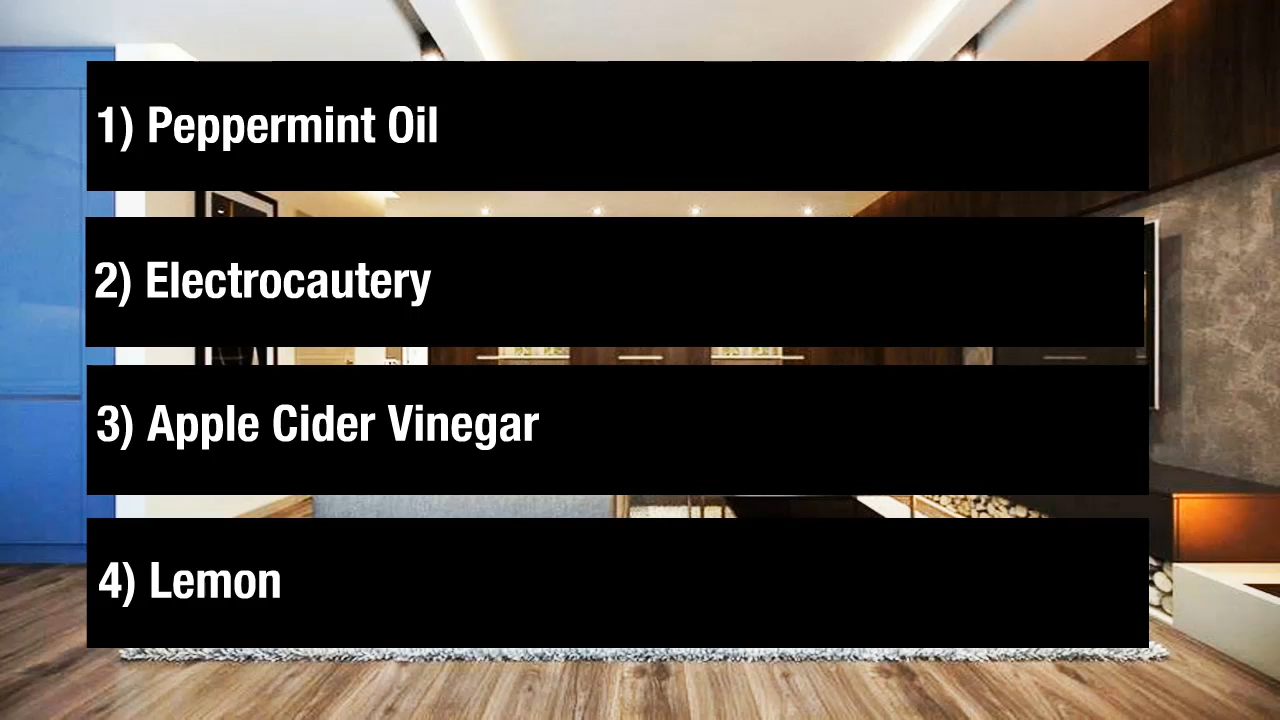 1) Peppermint Oil
2) Electrocautery
3) Apple Cider Vinegar
4) Lemon